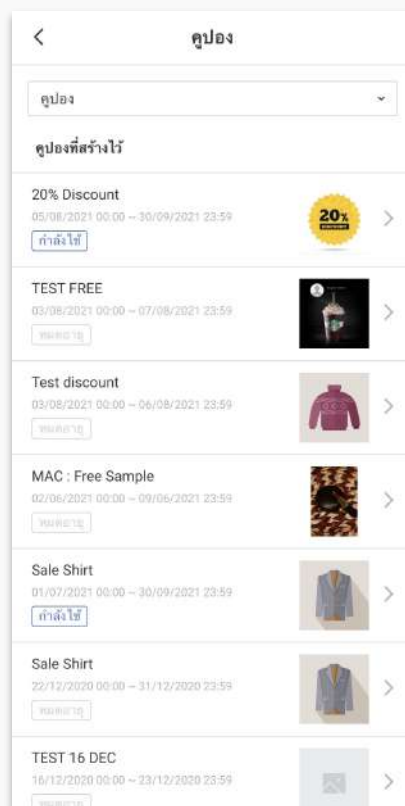 คูปอง
คูปอง
คูปองที่สร้างไว้
20% Discount
05/08/2021 00:00 ~ 30/09/2021 23:59
กำลังใช้
20%
TEST FREE
03/08/2021 00:00 ~ 07/08/2021 23:59
หมดอายุ
Test discount
03/08/2021 00:00 ~ 06/08/2021 23:59
หมดอายุ
MAC : Free Sample
02/06/2021 00:00 ~ 09/06/2021 23:59
หมดอายุ
Sale Shirt
01/07/2021 00:00 ~ 30/09/2021 23:59
กำลังใช้
Sale Shirt
22/12/2020 00:00 ~ 31/12/2020 23:59
หมดอายุ
TEST 16 DEC
16/12/2020 00:00 ~ 23/12/2020 23:59
หมดอายุ